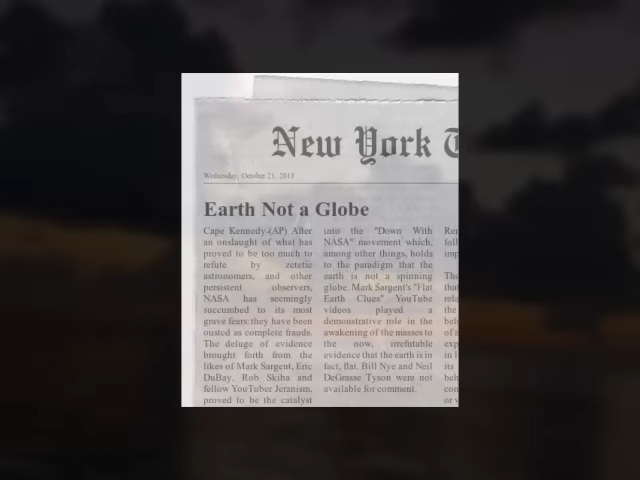 New York T
Wednesday, October 21, 2015
Earth Not a Globe
Cape Kennedy-(AP) After
an onslaught of what has
proved to be too much to
refute by zetetic
astronomers, and other
persistent observers,
NASA has seemingly
succumbed to its most
grave fears: they have been
ousted as complete frauds.
The deluge of evidence
brought forth from the
likes of Mark Sargent, Eric
DuBay, Rob Skiba and
fellow YouTuber Jeranism,
proved to be the catalyst
into the "Down With
NASA" movement which,
among other things, holds
to the paradigm that the
earth is not a spinning
globe. Mark Sargent's "Flat
Earth Clues" YouTube
videos played a
demonstrative role in the
awakening of the masses to
the now, irrefutable
evidence that the earth is in
fact, flat. Bill Nye and Neil
DeGrasse Tyson were not
available for comment.